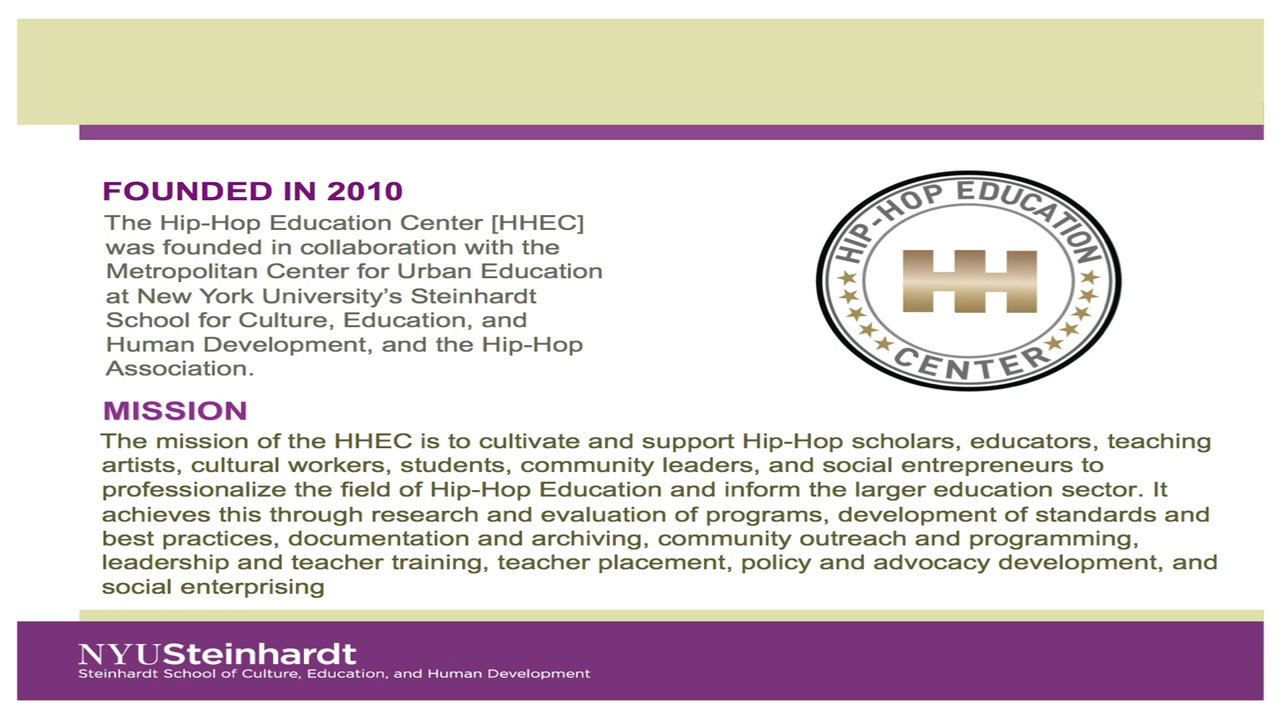 FOUNDED IN 2010
The Hip-Hop Education Center [HHEC]
was founded in collaboration with the
Metropolitan Center for Urban Education
at New York University’s Steinhardt
School for Culture, Education, and
Human Development, and the Hip-Hop
Association.
HIP-HOP EDUCATION
HH
CENTER
MISSION
The mission of the HHEC is to cultivate and support Hip-Hop scholars, educators, teaching
artists, cultural workers, students, community leaders, and social entrepreneurs to
professionalize the field of Hip-Hop Education and inform the larger education sector. It
achieves this through research and evaluation of programs, development of standards and
best practices, documentation and archiving, community outreach and programming,
leadership and teacher training, teacher placement, policy and advocacy development, and
social enterprising
NYUSteinhardt
Steinhardt School of Culture, Education, and Human Development